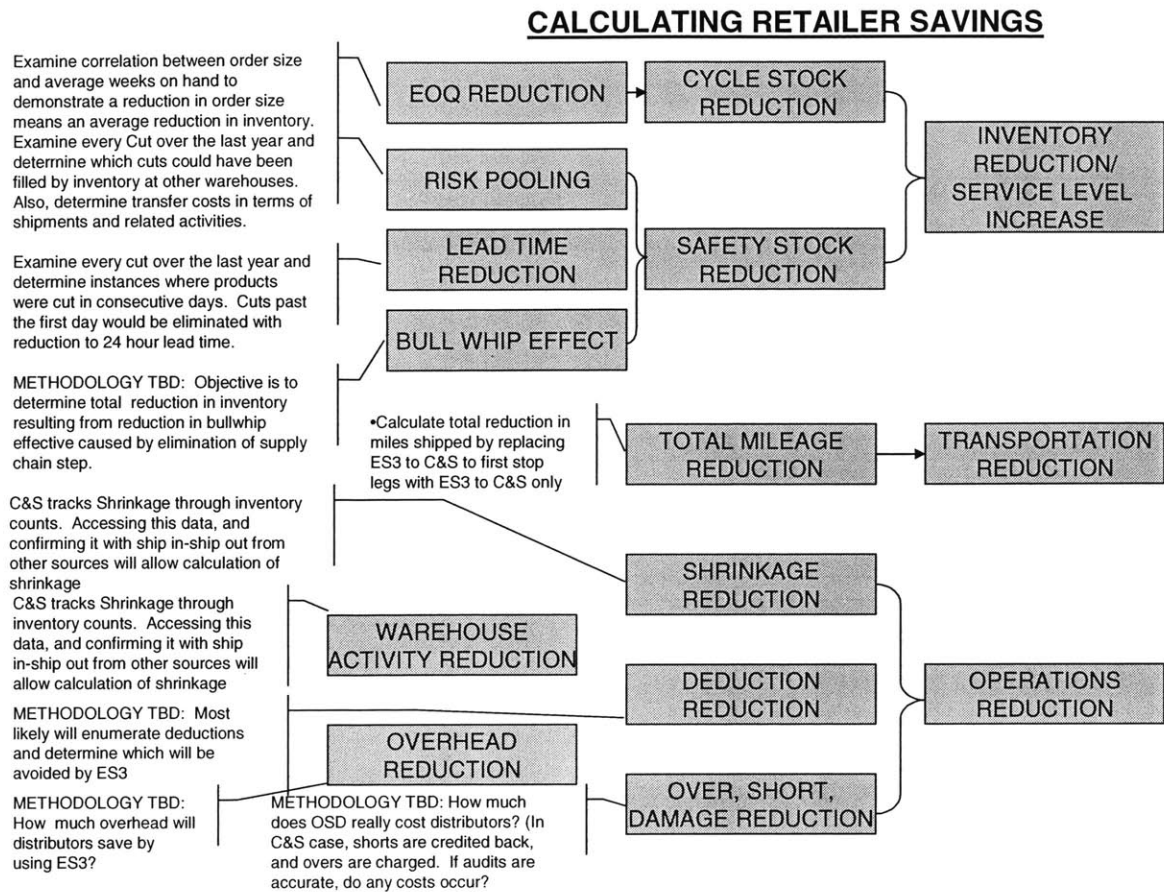 CALCULATING RETAILER SAVINGS
Examine correlation between order size
and average weeks on hand to
demonstrate a reduction in order size
means an average reduction in inventory.
Examine every Cut over the last year and
determine which cuts could have been
filled by inventory at other warehouses.
Also, determine transfer costs in terms of
shipments and related activities.
EOQ REDUCTION
CYCLE STOCK
REDUCTION
INVENTORY
REDUCTION/
SERVICE LEVEL
INCREASE
RISK POOLING
LEAD TIME
REDUCTION
SAFETY STOCK
REDUCTION
BULL WHIP EFFECT
Examine every cut over the last year and
determine instances where products
were cut in consecutive days. Cuts past
the first day would be eliminated with
reduction to 24 hour lead time.
METHODOLOGY TBD: Objective is to
determine total reduction in inventory
resulting from reduction in bullwhip
effective caused by elimination of supply
chain step.
•Calculate total reduction in
miles shipped by replacing
ES3 to C&S to first stop
legs with ES3 to C&S only
TOTAL MILEAGE
REDUCTION
TRANSPORTATION
REDUCTION
C&S tracks Shrinkage through inventory
counts. Accessing this data, and
confirming it with ship in-ship out from
other sources will allow calculation of
shrinkage
SHRINKAGE
REDUCTION
C&S tracks Shrinkage through
inventory counts. Accessing this
data, and confirming it with ship
in-ship out from other sources will
allow calculation of shrinkage
WAREHOUSE
ACTIVITY REDUCTION
DEDUCTION
REDUCTION
OPERATIONS
REDUCTION
METHODOLOGY TBD: Most
likely will enumerate deductions
and determine which will be
avoided by ES3
OVERHEAD
REDUCTION
OVER, SHORT,
DAMAGE REDUCTION
METHODOLOGY TBD:
How much overhead will
distributors save by
using ES3?
METHODOLOGY TBD: How much
does OSD really cost distributors? (In
C&S case, shorts are credited back,
and overs are charged. If audits are
accurate, do any costs occur?